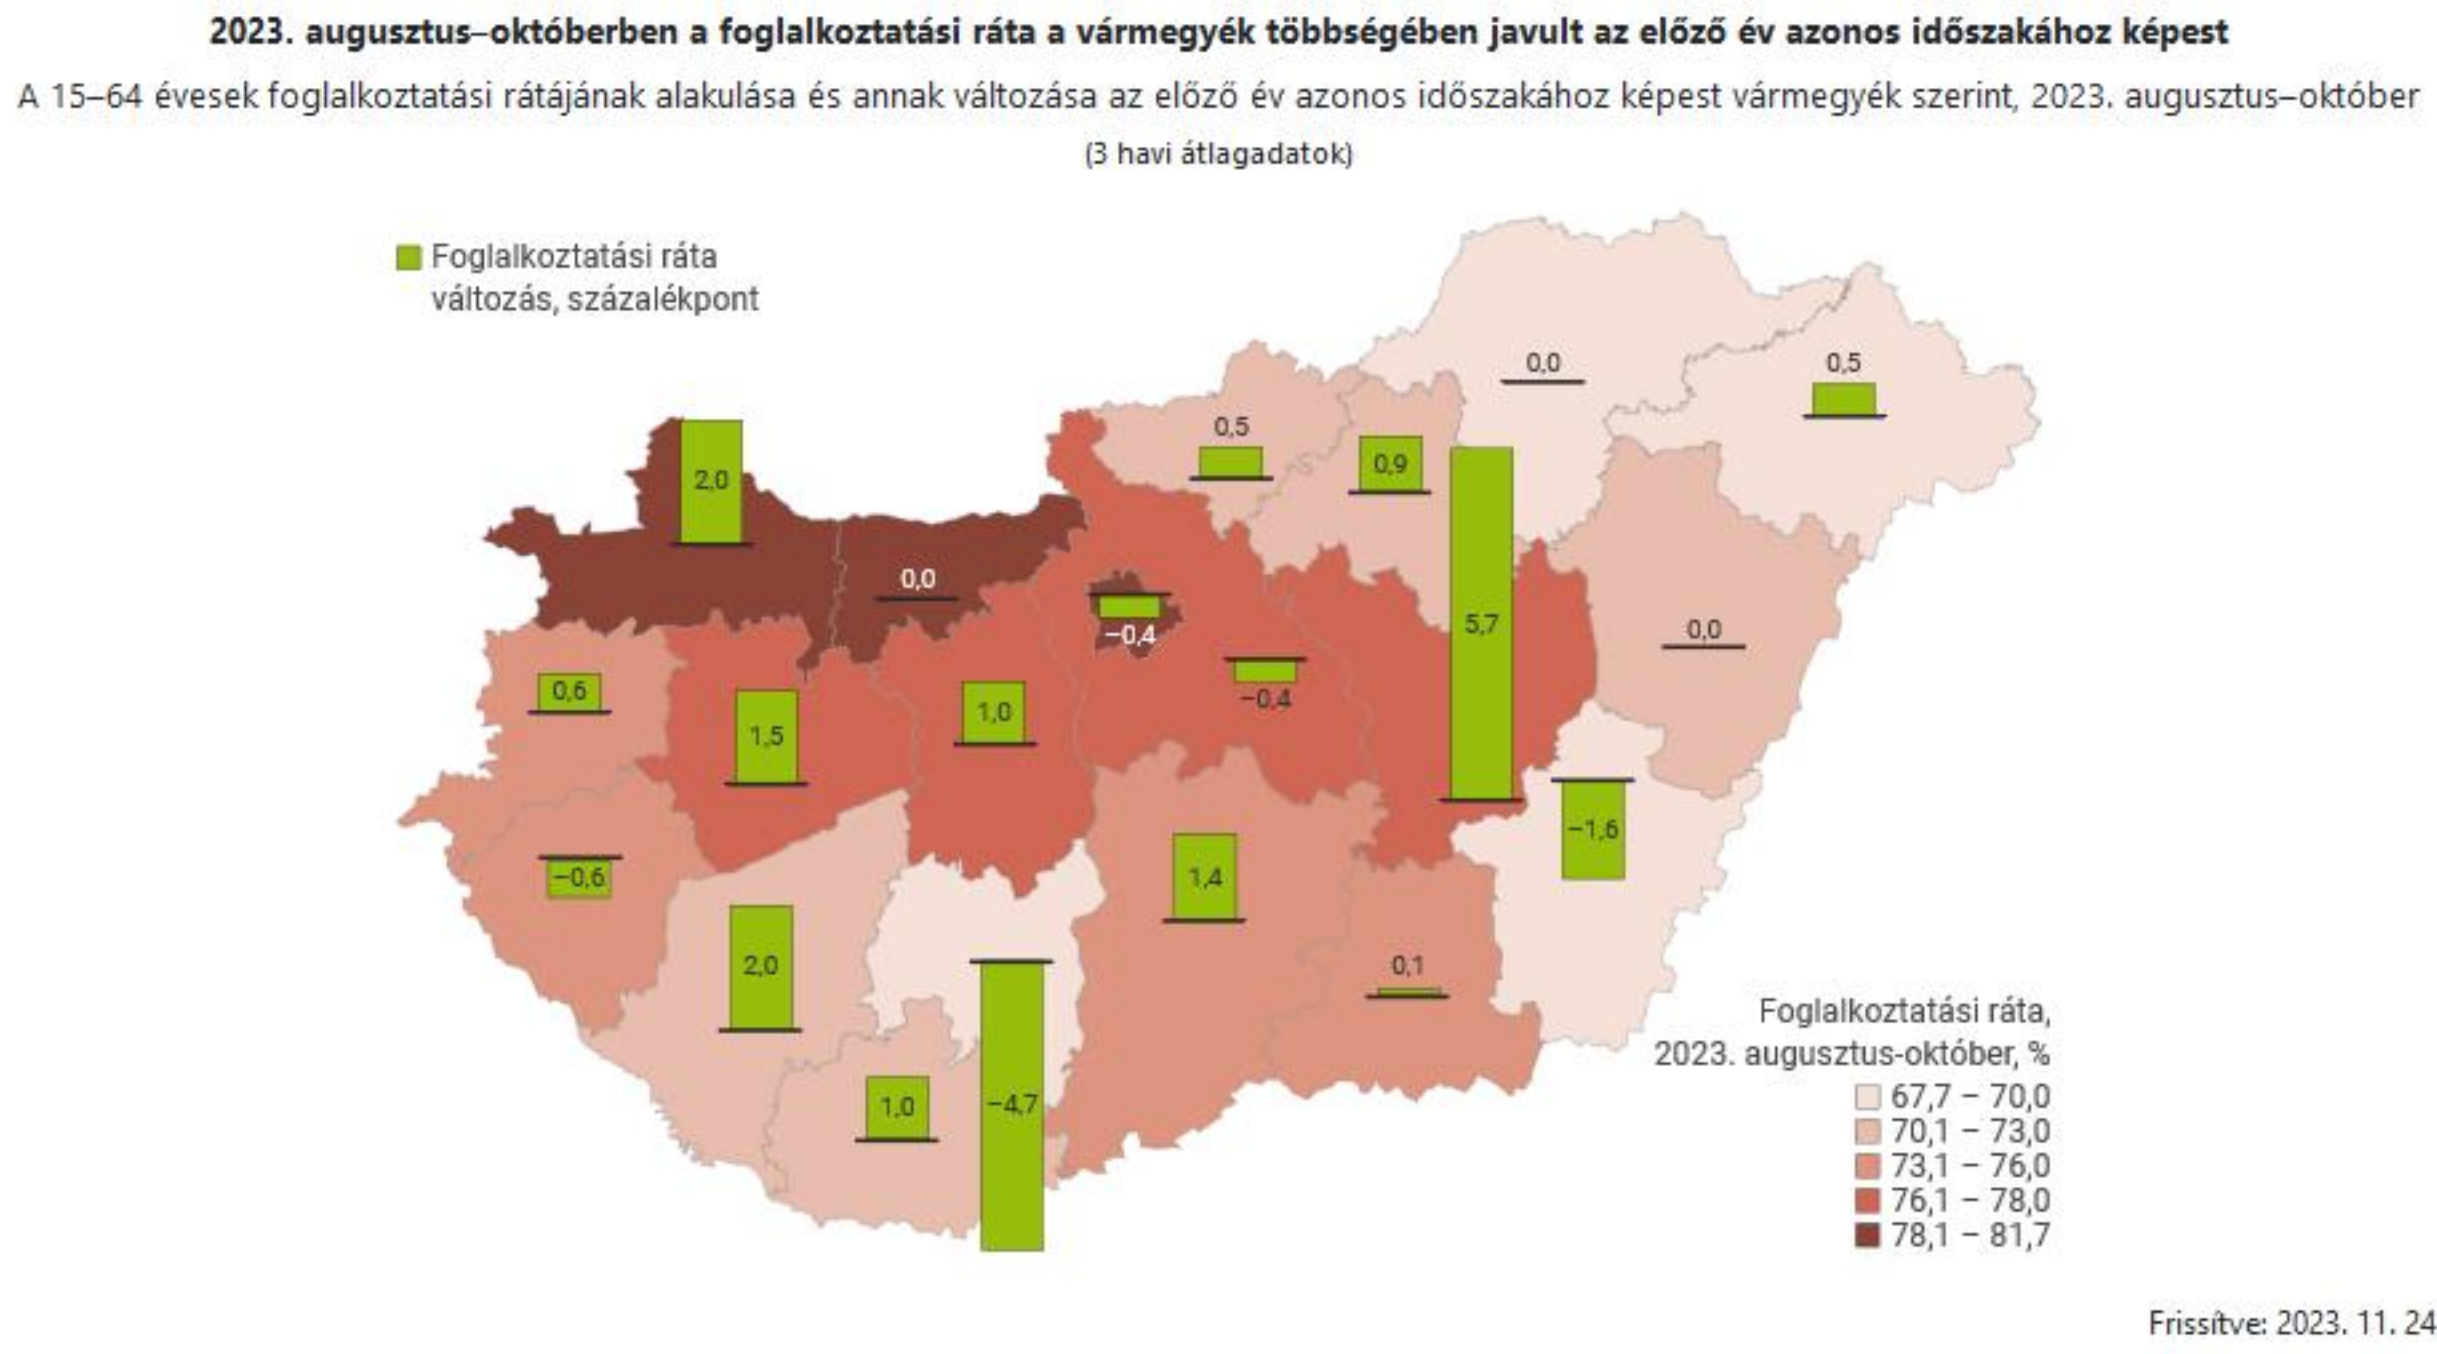 2023. augusztus–októberben a foglalkoztatási ráta a vármegyék többségében javult az előző év azonos időszakához képest
A 15–64 évesek foglalkoztatási rátájának alakulása és annak változása az előző év azonos időszakához képest vármegyék szerint, 2023. augusztus–október
(3 havi átlagadatok)
Foglalkoztatási ráta
változás, százalékpont
0,0
0,5
0,5
0,9
2,0
0,0
5,7
0,0
−0,4
0,6
−0,4
1,0
1,5
−1,6
−0,6
1,4
2,0
0,1
1,0
−4,7
Foglalkoztatási ráta,
2023. augusztus-október, %
67,7 – 70,0
70,1 – 73,0
73,1 – 76,0
76,1 – 78,0
78,1 – 81,7
Frissítve: 2023. 11. 24